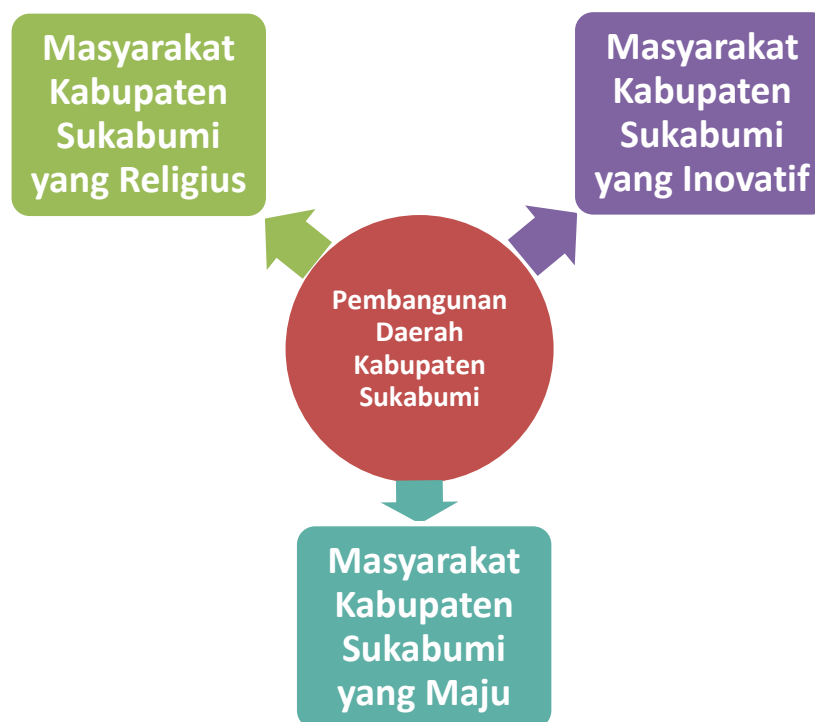 Masyarakat
Kabupaten
Sukabumi
yang Religius
Masyarakat
Kabupaten
Sukabumi
yang Inovatif
Pembangunan
Daerah
Kabupaten
Sukabumi
Masyarakat
Kabupaten
Sukabumi
yang Maju